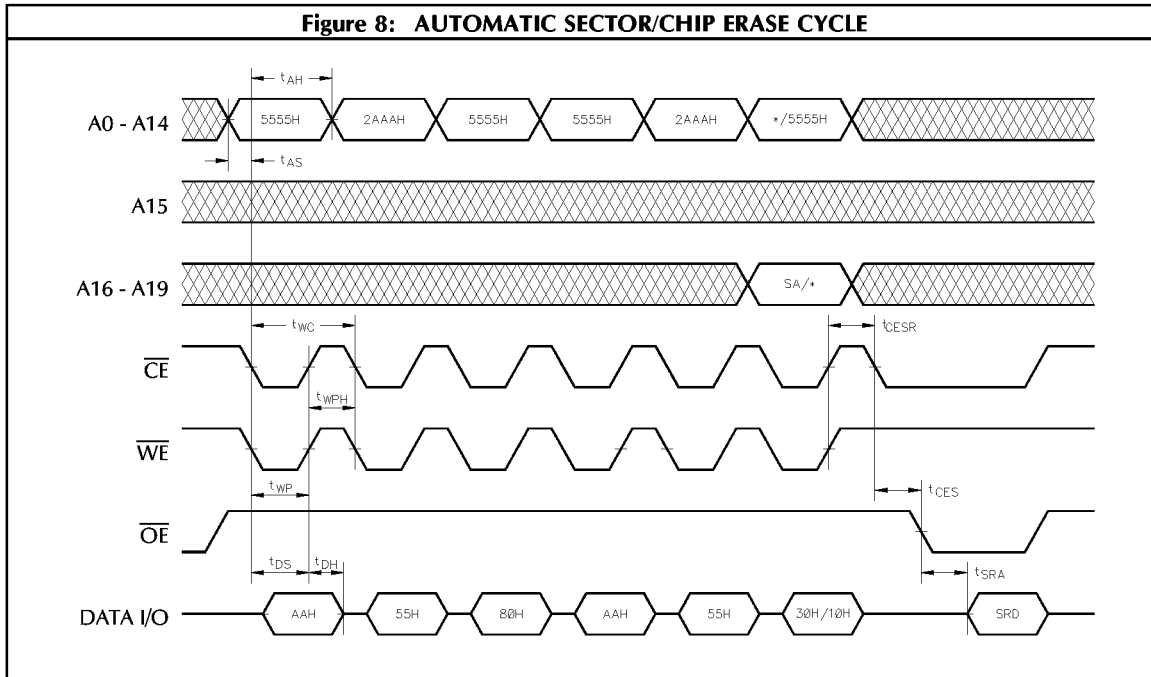 Figure 8: AUTOMATIC SECTOR/CHIP ERASE CYCLE
tAH
A0 - A14
5555H 2AAAH 5555H 5555H 2AAAH */5555H
tAS
A15
A16 - A19
SA/*
tWC
tCESR
CE
tWPH
WE
tWP
tCES
OE
tDS tDH
tSRA
DATA I/O
AAH 55H 80H AAH 55H 30H/10H SRD